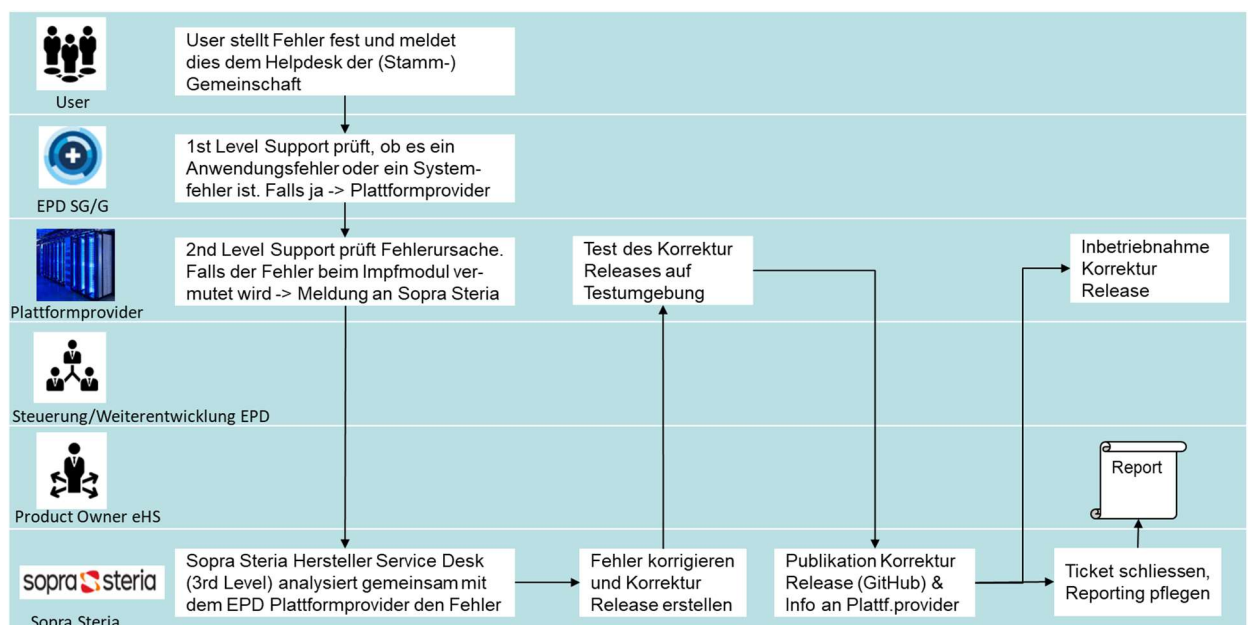 User stellt Fehler fest und meldet
dies dem Helpdesk der (Stamm-)
Gemeinschaft
User
1st Level Support prüft, ob es ein
Anwendungsfehler oder ein System-
fehler ist. Falls ja -> Plattformprovider
EPD SG/G
2nd Level Support prüft Fehlerursache.
Falls der Fehler beim Impfmodul ver-
mutet wird -> Meldung an Sopra Steria
Test des Korrektur
Releases auf
Testumgebung
Inbetriebnahme
Korrektur
Release
Plattformprovider
Steuerung/Weiterentwicklung EPD
Report
Product Owner eHS
sopra steria
Sopra Steria Hersteller Service Desk
(3rd Level) analysiert gemeinsam mit
dem EPD Plattformprovider den Fehler
Fehler korrigieren
und Korrektur
Release erstellen
Publikation Korrektur
Release (GitHub) &
Info an Plattf.provider
Ticket schliessen,
Reporting pflegen
Sopra Steria